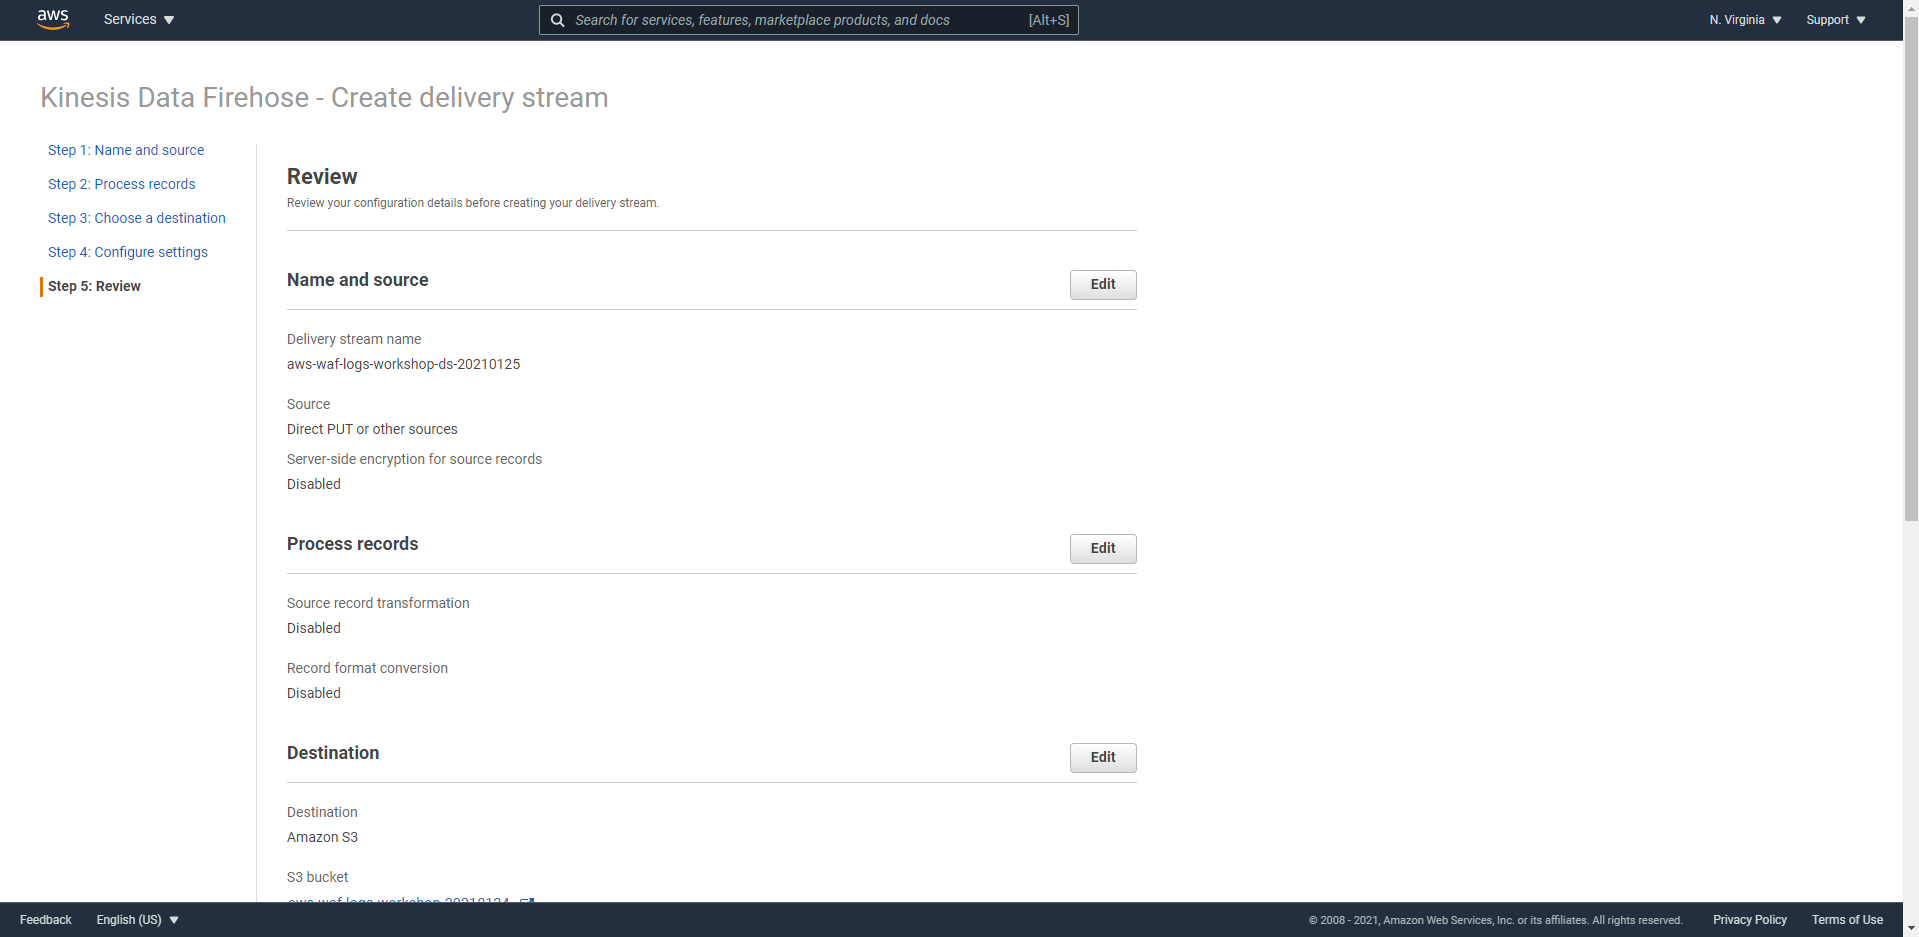 aws
Services
Search for services, features, marketplace products, and docs [Alt+S]
N. Virginia
Support
Kinesis Data Firehose - Create delivery stream
Step 1: Name and source
Step 2: Process records
Step 3: Choose a destination
Step 4: Configure settings
Step 5: Review
Review
Review your configuration details before creating your delivery stream.
Name and source
Edit
Delivery stream name
aws-waf-logs-workshop-ds-20210125
Source
Direct PUT or other sources
Server-side encryption for source records
Disabled
Process records
Edit
Source record transformation
Disabled
Record format conversion
Disabled
Destination
Edit
Destination
Amazon S3
S3 bucket
aws-waf-logs-workshop-20210124
Feedback
English (US)
© 2008 - 2021, Amazon Web Services, Inc. or its affiliates. All rights reserved.
Privacy Policy
Terms of Use